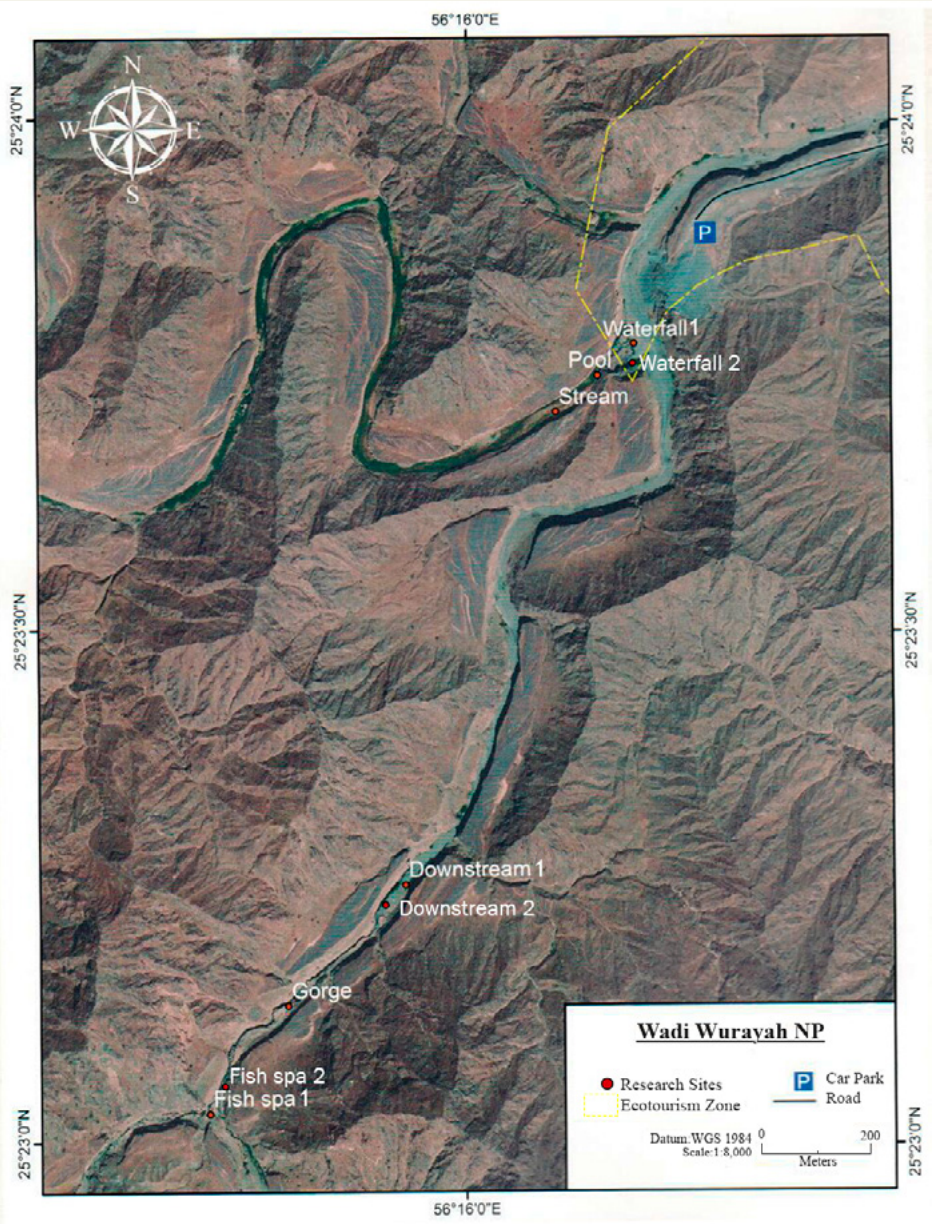 56°16'0"E
N
W
E
S
25°24'0"N
25°24'0"N
P
Waterfall 1
Waterfall 2
Pool
Stream
25°23'30"N
25°23'30"N
Downstream 1
Downstream 2
Gorge
Fish spa 2
Fish spa 1
25°23'0"N
25°23'0"N
Wadi Wurayah NP
Research Sites
Ecotourism Zone
P Car Park
Road
Datum:WGS 1984
Scale:1:8,000
0 200
Meters
56°16'0"E